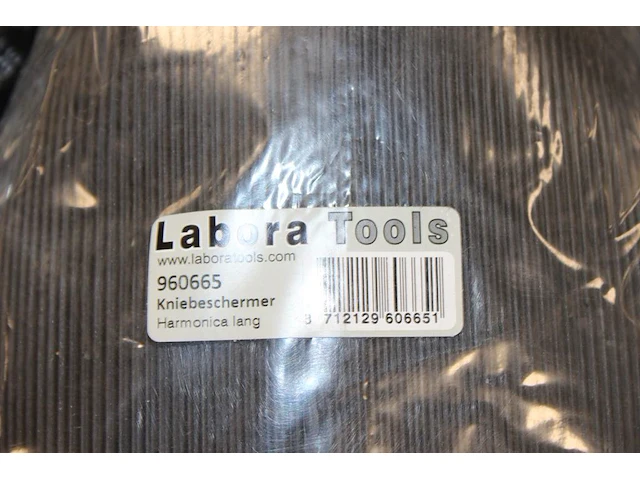 Labora Tools
www.laboratools.com
960665
Kniebeschermer
Harmonica lang
8 712129 606651